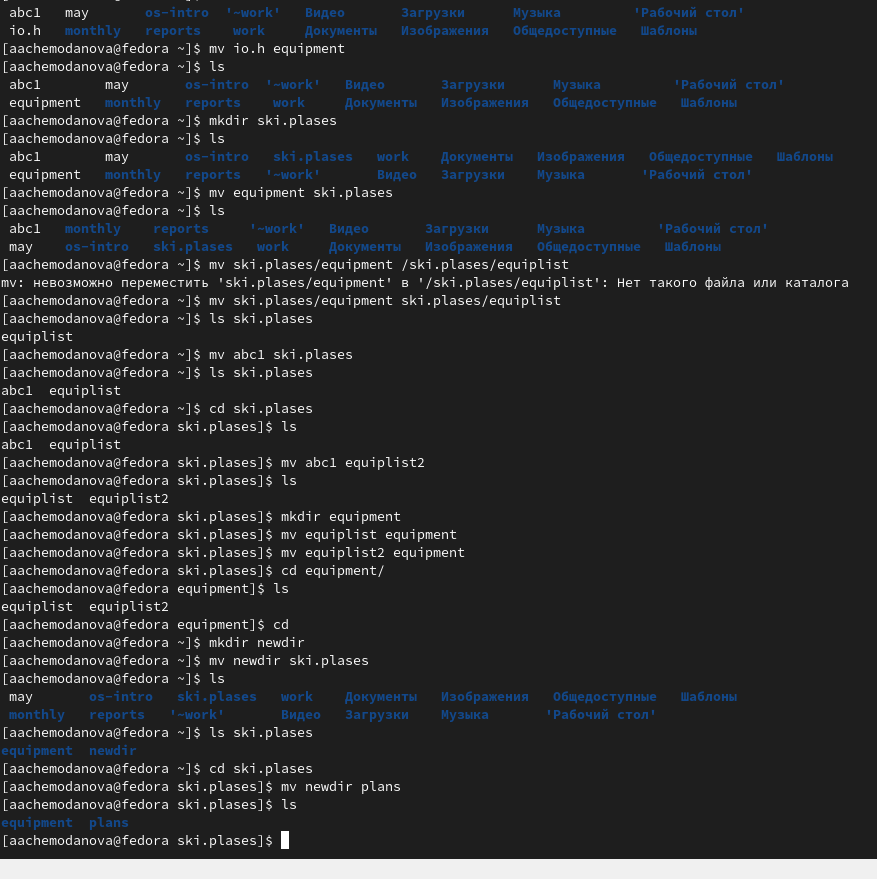 abc1   may       os-intro  '~work'   Видео       Загрузки      Музыка         'Рабочий стол'
io.h  monthly   reports    work     Документы   Изображения   Общедоступные   Шаблоны
[aachemodanova@fedora ~]$ mv io.h equipment
[aachemodanova@fedora ~]$ ls
abc1        may       os-intro  '~work'   Видео       Загрузки      Музыка         'Рабочий стол'
equipment   monthly   reports    work     Документы   Изображения   Общедоступные   Шаблоны
[aachemodanova@fedora ~]$ mkdir ski.plases
[aachemodanova@fedora ~]$ ls
abc1        may       os-intro   ski.plases   work    Документы   Изображения   Общедоступные   Шаблоны
equipment   monthly   reports   '~work'       Видео   Загрузки    Музыка       'Рабочий стол'
[aachemodanova@fedora ~]$ mv equipment ski.plases
[aachemodanova@fedora ~]$ ls
abc1   monthly    reports     '~work'   Видео       Загрузки      Музыка         'Рабочий стол'
may    os-intro   ski.plases   work     Документы   Изображения   Общедоступные   Шаблоны
[aachemodanova@fedora ~]$ mv ski.plases/equipment /ski.plases/equiplist
mv: невозможно переместить 'ski.plases/equipment' в '/ski.plases/equiplist': Нет такого файла или каталога
[aachemodanova@fedora ~]$ mv ski.plases/equipment ski.plases/equiplist
[aachemodanova@fedora ~]$ ls ski.plases
equiplist
[aachemodanova@fedora ~]$ mv abc1 ski.plases
[aachemodanova@fedora ~]$ ls ski.plases
abc1  equiplist
[aachemodanova@fedora ~]$ cd ski.plases
[aachemodanova@fedora ski.plases]$ ls
abc1  equiplist
[aachemodanova@fedora ski.plases]$ mv abc1 equiplist2
[aachemodanova@fedora ski.plases]$ ls
equiplist  equiplist2
[aachemodanova@fedora ski.plases]$ mkdir equipment
[aachemodanova@fedora ski.plases]$ mv equiplist equipment
[aachemodanova@fedora ski.plases]$ mv equiplist2 equipment
[aachemodanova@fedora ski.plases]$ cd equipment/
[aachemodanova@fedora equipment]$ ls
equiplist  equiplist2
[aachemodanova@fedora equipment]$ cd
[aachemodanova@fedora ~]$ mkdir newdir
[aachemodanova@fedora ~]$ mv newdir ski.plases
[aachemodanova@fedora ~]$ ls
may       os-intro   ski.plases   work     Документы   Изображения   Общедоступные   Шаблоны
monthly   reports   '~work'       Видео   Загрузки    Музыка       'Рабочий стол'
[aachemodanova@fedora ~]$ ls ski.plases
equipment  newdir
[aachemodanova@fedora ~]$ cd ski.plases
[aachemodanova@fedora ski.plases]$ mv newdir plans
[aachemodanova@fedora ski.plases]$ ls
equipment  plans
[aachemodanova@fedora ski.plases]$